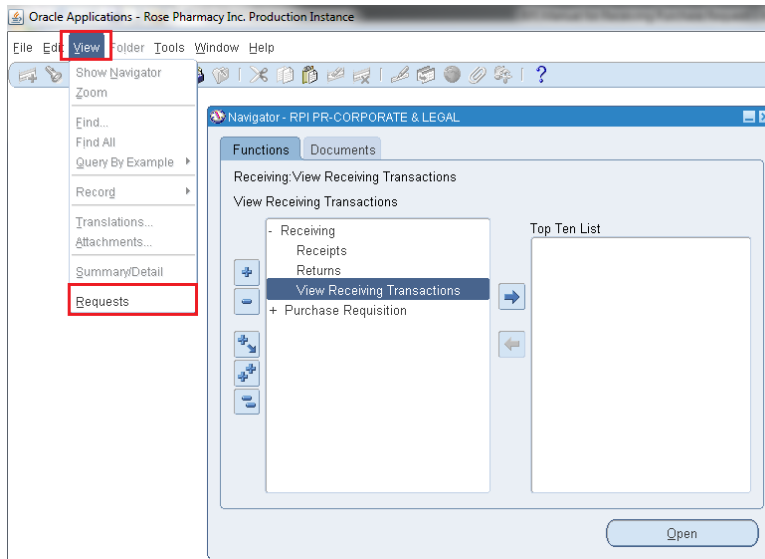 Oracle Applications - Rose Pharmacy Inc. Production Instance
File Edit View Folder Tools Window Help
Show Navigator
Zoom
Find...
Find All
Query By Example
Record
Translations...
Attachments...
Summary/Detail
Requests
Navigator - RPI PR-CORPORATE & LEGAL
Functions Documents
Receiving:View Receiving Transactions
View Receiving Transactions
- Receiving
Receipts
Returns
View Receiving Transactions
+ Purchase Requisition
Top Ten List
Open